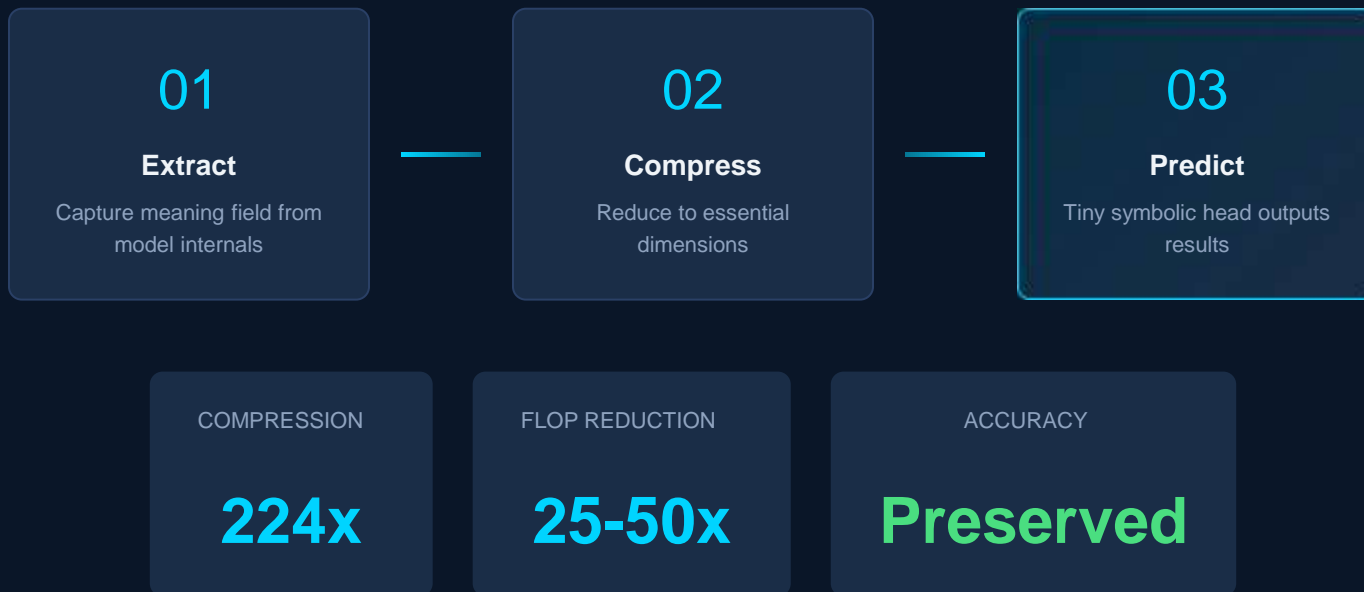 01
Extract
Capture meaning field from
model internals
02
Compress
Reduce to essential
dimensions
03
Predict
Tiny symbolic head outputs
results
COMPRESSION
224x
FLOP REDUCTION
25-50x
ACCURACY
Preserved